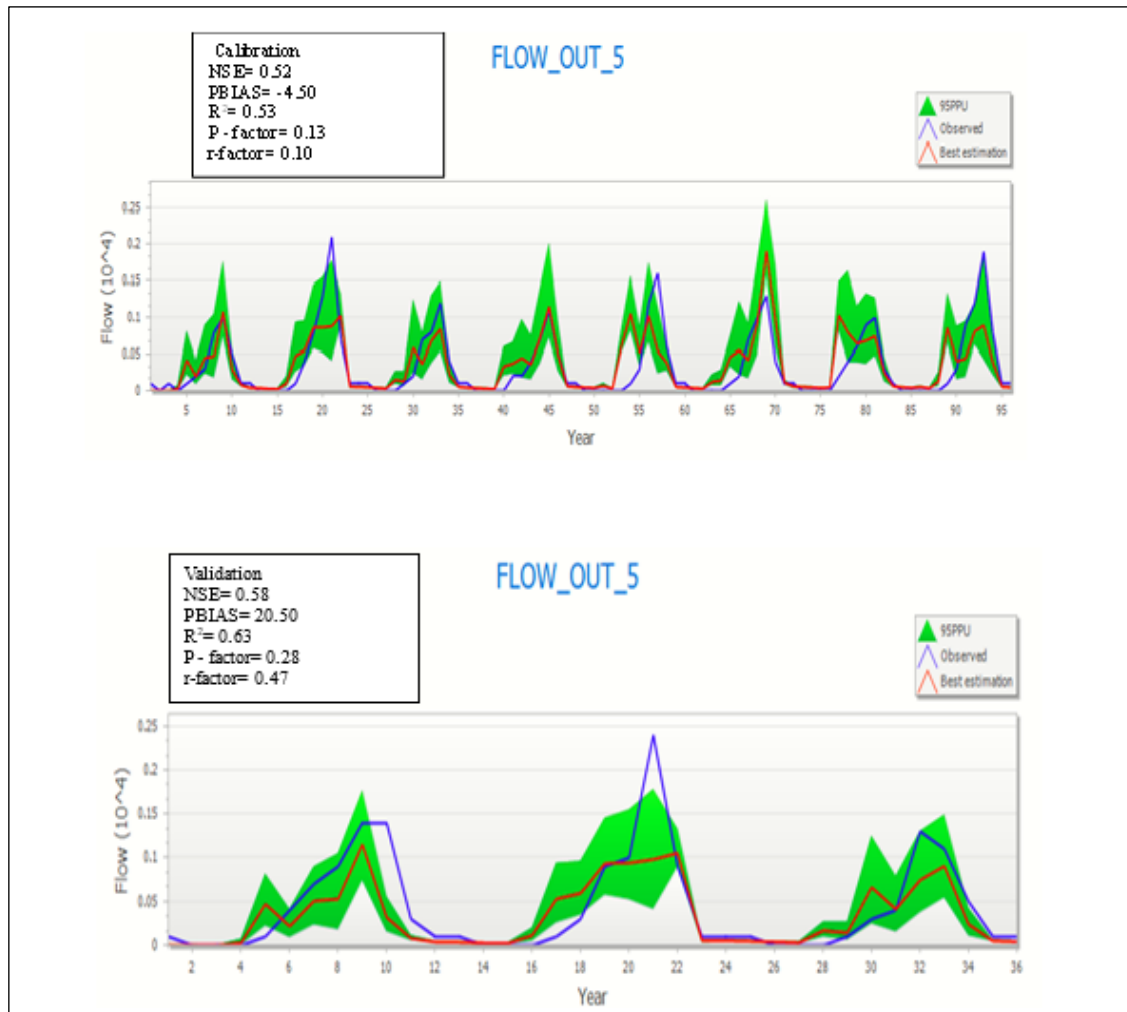 Calibration
NSE= 0.52
PBIAS= -4.50
R²= 0.53
P - factor= 0.13
r-factor= 0.10
FLOW_OUT_5
95PPU
Observed
Best estimation
Flow (10^4)
0.25
0.2
0.15
0.1
0.05
0
5 10 15 20 25 30 35 40 45 50 55 60 65 70 75 80 85 90 95
Year
Validation
NSE= 0.58
PBIAS= 20.50
R²= 0.63
P - factor= 0.28
r-factor= 0.47
FLOW_OUT_5
95PPU
Observed
Best estimation
Flow (10^4)
0.25
0.2
0.15
0.1
0.05
0
2 4 6 8 10 12 14 16 18 20 22 24 26 28 30 32 34 36
Year